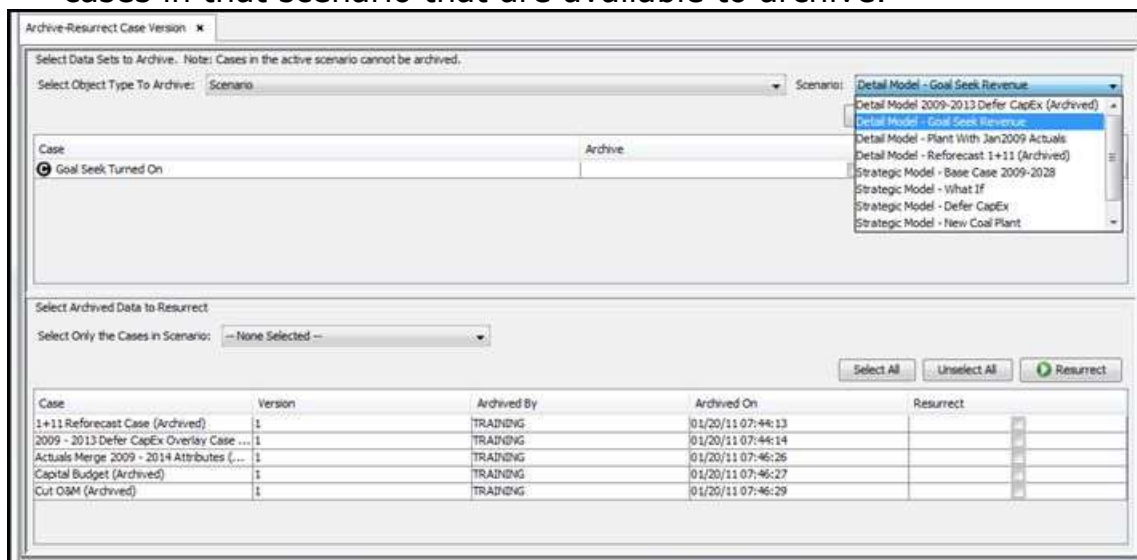 cases in that scenario that are available to archive.
Archive-Resurrect Case Version ×
Select Data Sets to Archive. Note: Cases in the active scenario cannot be archived.
Select Object Type To Archive: Scenario Scenario: Detail Model - Goal Seek Revenue
Detail Model 2009-2013 Defer CapEx (Archived)
Detail Model - Goal Seek Revenue
Detail Model - Plant With Jan2009 Actuals
Detail Model - Reforecast 1+11 (Archived)
Strategic Model - Base Case 2009-2028
Strategic Model - What If
Strategic Model - Defer CapEx
Strategic Model - New Coal Plant
Case Archive
C Goal Seek Turned On
Select Archived Data to Resurrect
Select Only the Cases in Scenario: -- None Selected --
Select All Unselect All Resurrect
Case Version Archived By Archived On Resurrect
1+11 Reforecast Case (Archived) 1 TRAINING 01/20/11 07:44:13
2009 - 2013 Defer CapEx Overlay Case ... 1 TRAINING 01/20/11 07:44:14
Actuals Merge 2009 - 2014 Attributes (... 1 TRAINING 01/20/11 07:46:26
Capital Budget (Archived) 1 TRAINING 01/20/11 07:46:27
Cut O&M (Archived) 1 TRAINING 01/20/11 07:46:29